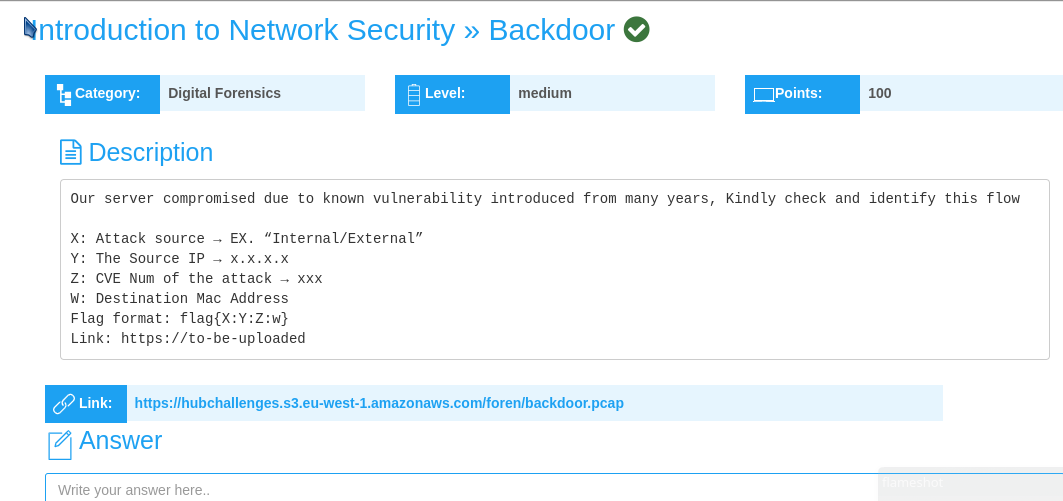 Introduction to Network Security » Backdoor
Category: Digital Forensics Level: medium Points: 100
Description
Our server compromised due to known vulnerability introduced from many years, Kindly check and identify this flow
X: Attack source → EX. “Internal/External”
Y: The Source IP → x.x.x.x
Z: CVE Num of the attack → xxx
W: Destination Mac Address
Flag format: flag{X:Y:Z:w}
Link: https://to-be-uploaded
Link: https://hubchallenges.s3.eu-west-1.amazonaws.com/foren/backdoor.pcap
Answer
flameshot
Write your answer here..